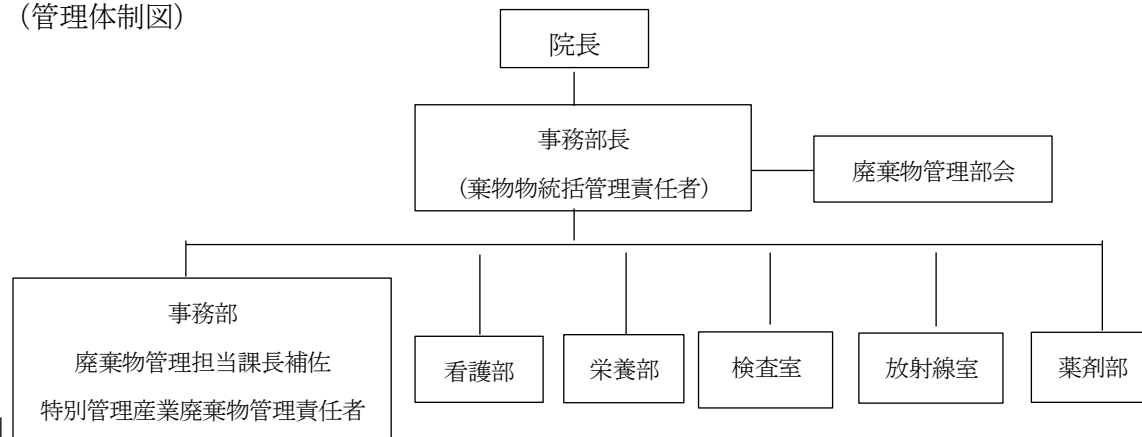 （管理体制図）
院長
事務部長
（棄物物統括管理責任者）
廃棄物管理部会
事務部
廃棄物管理担当課長補佐
特別管理産業廃棄物管理責任者
看護部
栄養部
検査室
放射線室
薬剤部